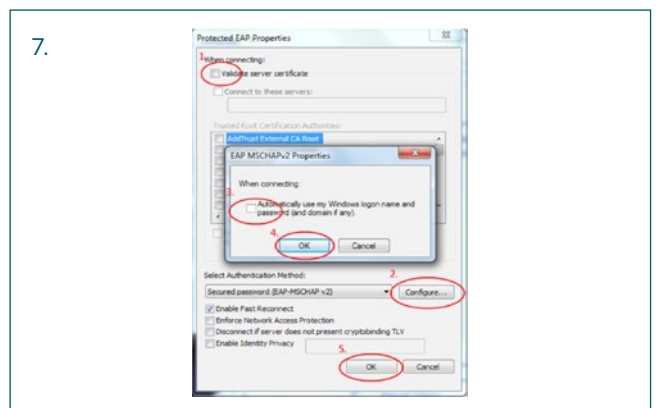 7.
Protected EAP Properties
When connecting:
1.
Validate server certificate
Connect to these servers:
Trusted Root Certification Authorities:
AddTrust External CA Root
EAP MSCHAPv2 Properties
When connecting:
3.
Automatically use my Windows logon name and
password (and domain if any).
4.
OK Cancel
Select Authentication Method:
2.
Secured password (EAP-MSCHAP v2) Configure...
Enable Fast Reconnect
Enforce Network Access Protection
Disconnect if server does not present cryptobinding TLV
Enable Identity Privacy
5.
OK Cancel